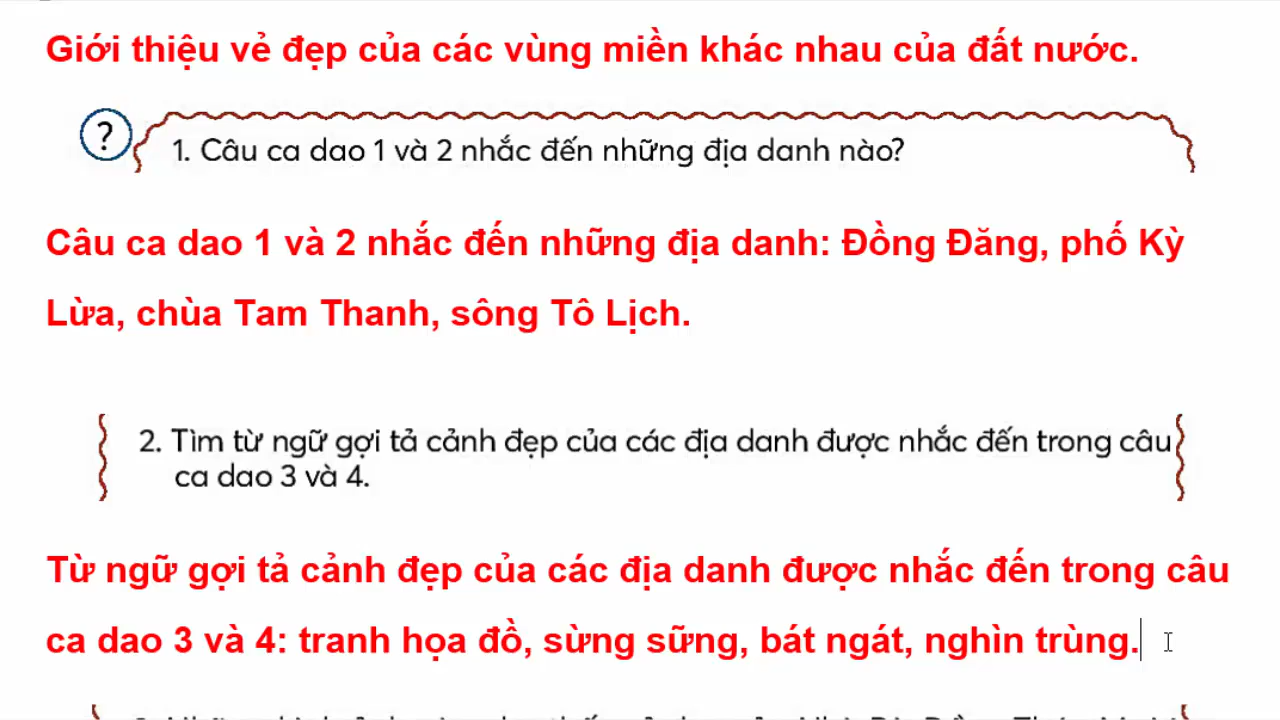 Giới thiệu vẻ đẹp của các vùng miền khác nhau của đất nước.
?
1. Câu ca dao 1 và 2 nhắc đến những địa danh nào?
Câu ca dao 1 và 2 nhắc đến những địa danh: Đồng Đăng, phố Kỳ
Lừa, chùa Tam Thanh, sông Tô Lịch.
2. Tìm từ ngữ gợi tả cảnh đẹp của các địa danh được nhắc đến trong câu
ca dao 3 và 4.
Từ ngữ gợi tả cảnh đẹp của các địa danh được nhắc đến trong câu
ca dao 3 và 4: tranh họa đồ, sừng sững, bát ngát, nghìn trùng.